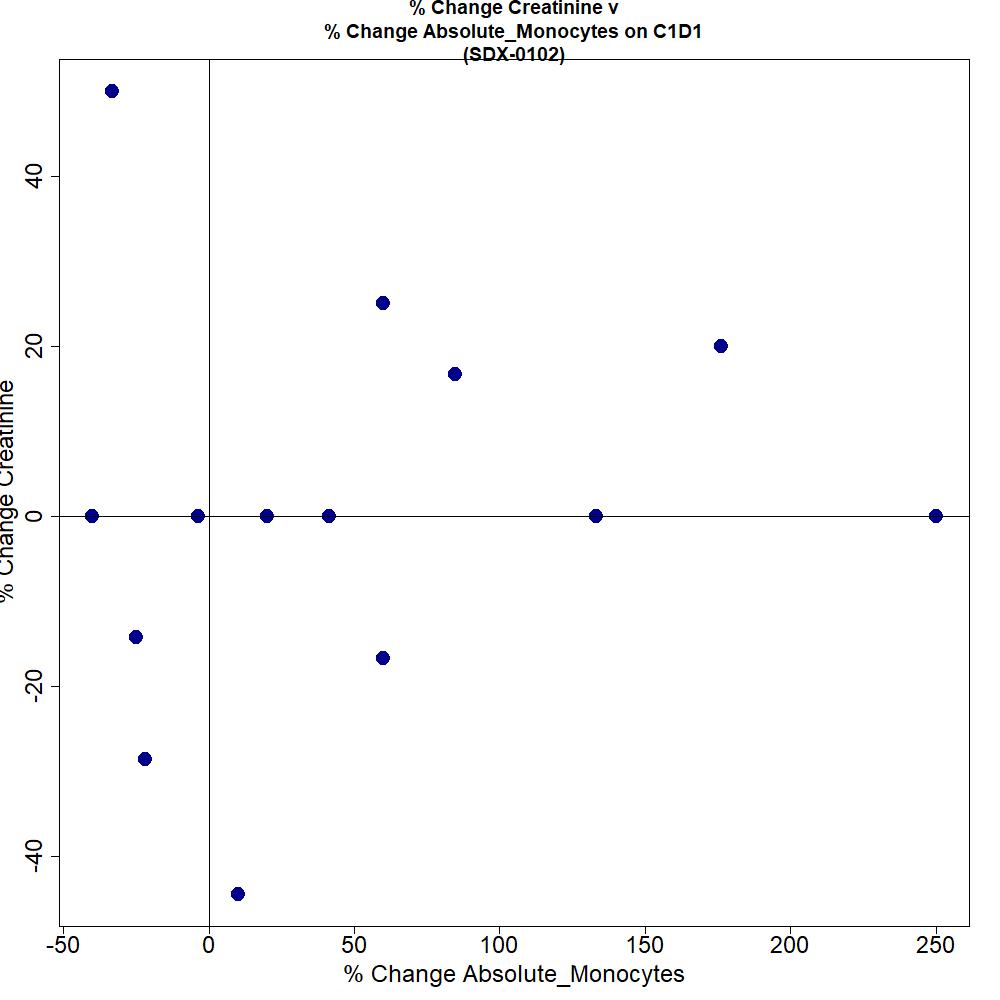 % Change Creatinine v
% Change Absolute_Monocytes on C1D1
(SDX-0102)
% Change Creatinine
40
20
0
-20
-40
-50
0
50
100
150
200
250
% Change Absolute_Monocytes